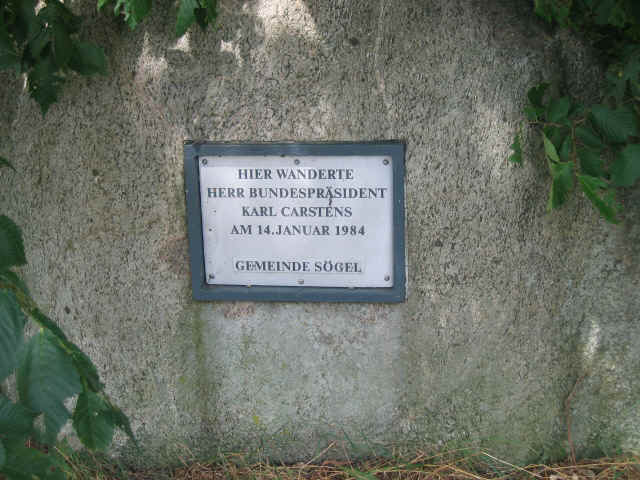 HIER WANDERTE
HERR BUNDESPRÄSIDENT
KARL CARSTENS
AM 14.JANUAR 1984
GEMEINDE SÖGEL